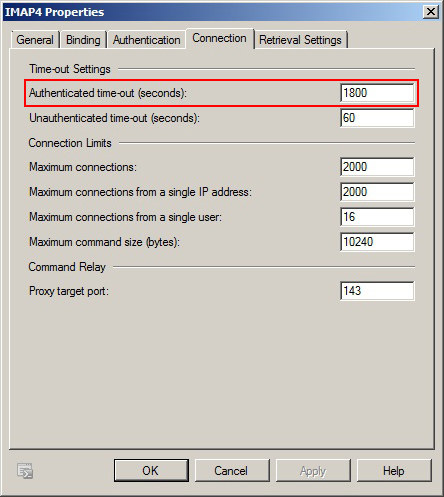 IMAP4 Properties
General Binding Authentication Connection Retrieval Settings
Time-out Settings
Authenticated time-out (seconds): 1800
Unauthenticated time-out (seconds): 60
Connection Limits
Maximum connections: 2000
Maximum connections from a single IP address: 2000
Maximum connections from a single user: 16
Maximum command size (bytes): 10240
Command Relay
Proxy target port: 143
OK Cancel Apply Help